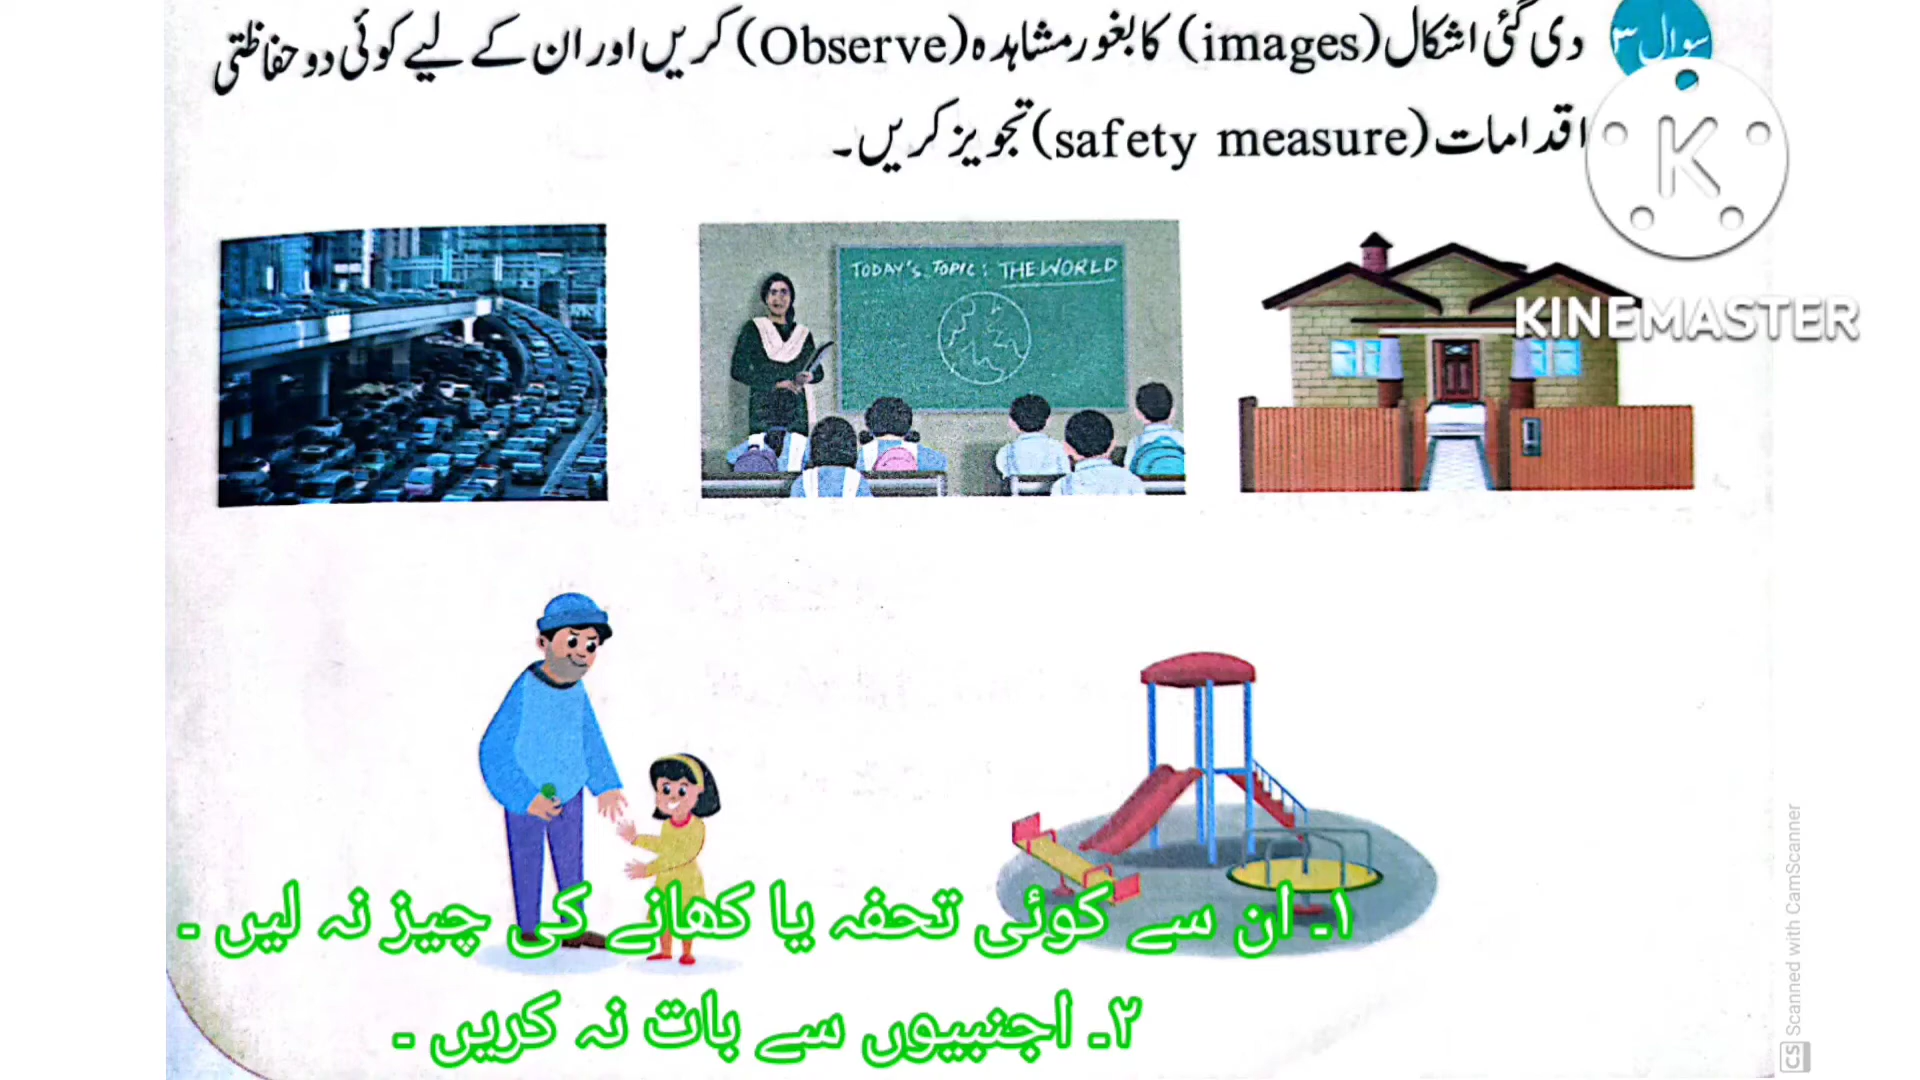 سوال ۳ دی گئی اشکال (images) کا بغور مشاہدہ (Observe) کریں اور ان کے لیے کوئی دو حفاظتی
اقدامات (safety measure) تجویز کریں۔
K
KINEMASTER
TODAY'S TOPIC: THE WORLD
۱۔ ان سے کوئی تحفہ یا کھانے کی چیز نہ لیں ۔
۲۔ اجنبیوں سے بات نہ کریں ۔
CS Scanned with CamScanner